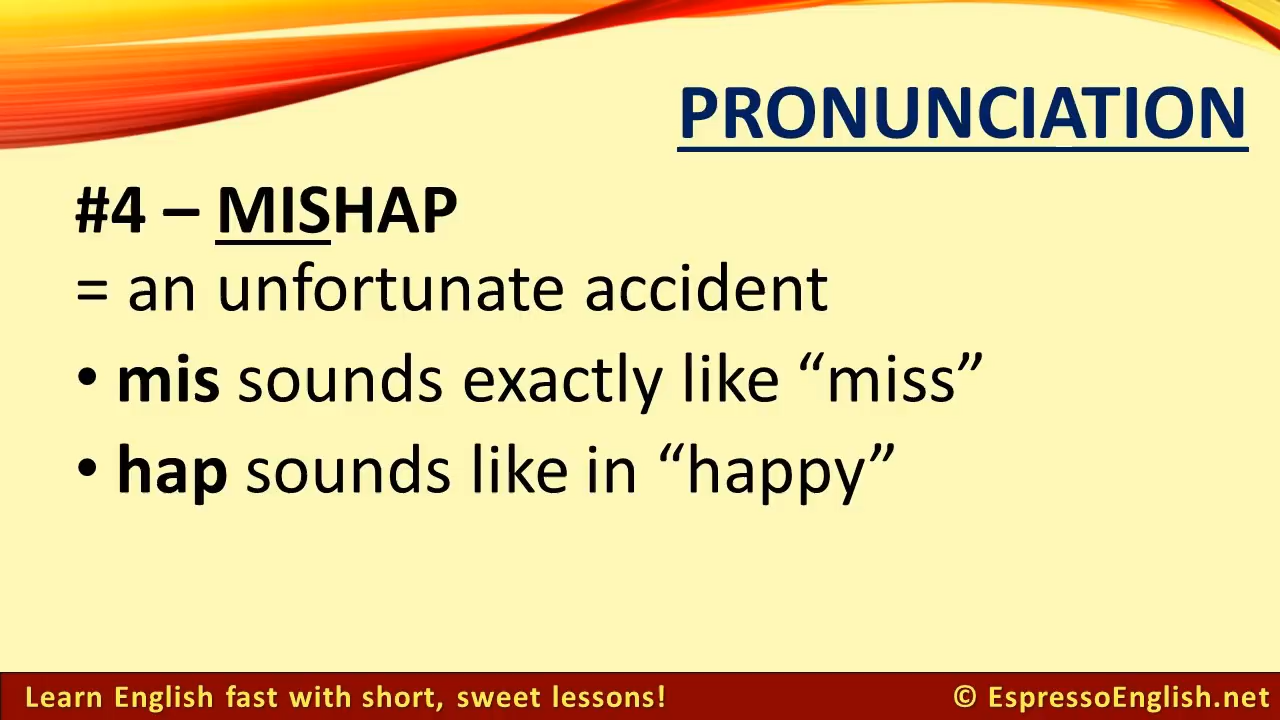 PRONUNCIATION
#4 – MISHAP
= an unfortunate accident
• mis sounds exactly like “miss”
• hap sounds like in “happy”
Learn English fast with short, sweet lessons!
© EspressoEnglish.net